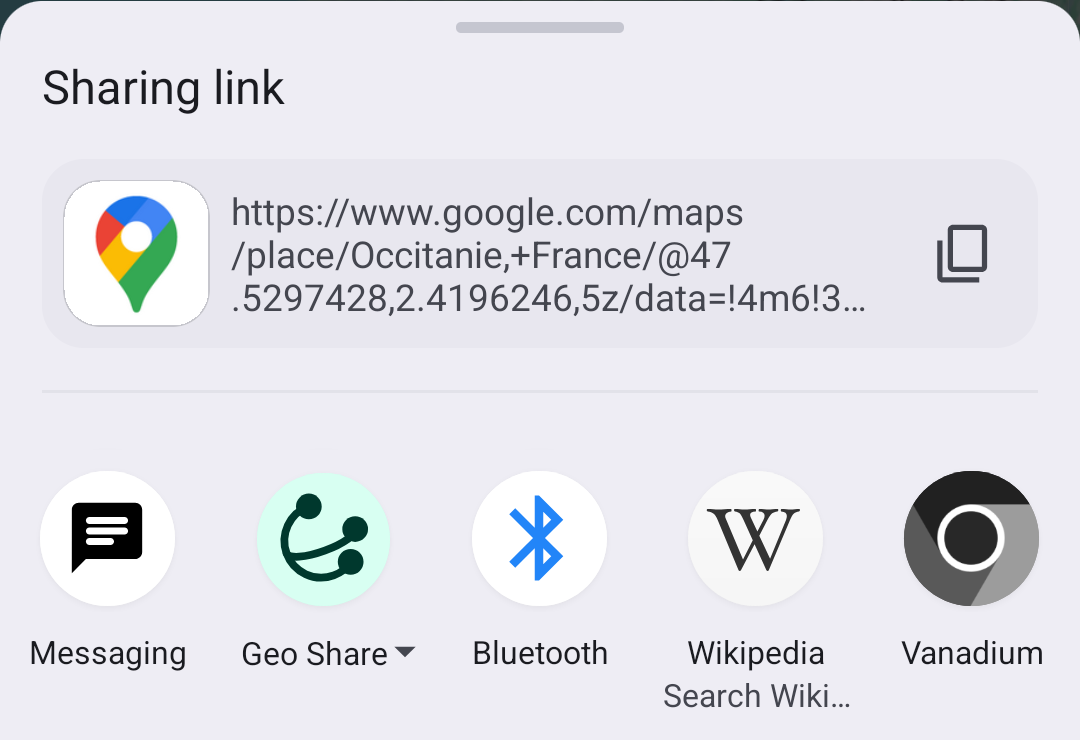 Sharing link
https://www.google.com/maps
/place/Occitanie,+France/@47
.5297428,2.4196246,5z/data=!4m6!3…
Messaging
Geo Share
Bluetooth
W
Wikipedia
Vanadium
Search Wiki…